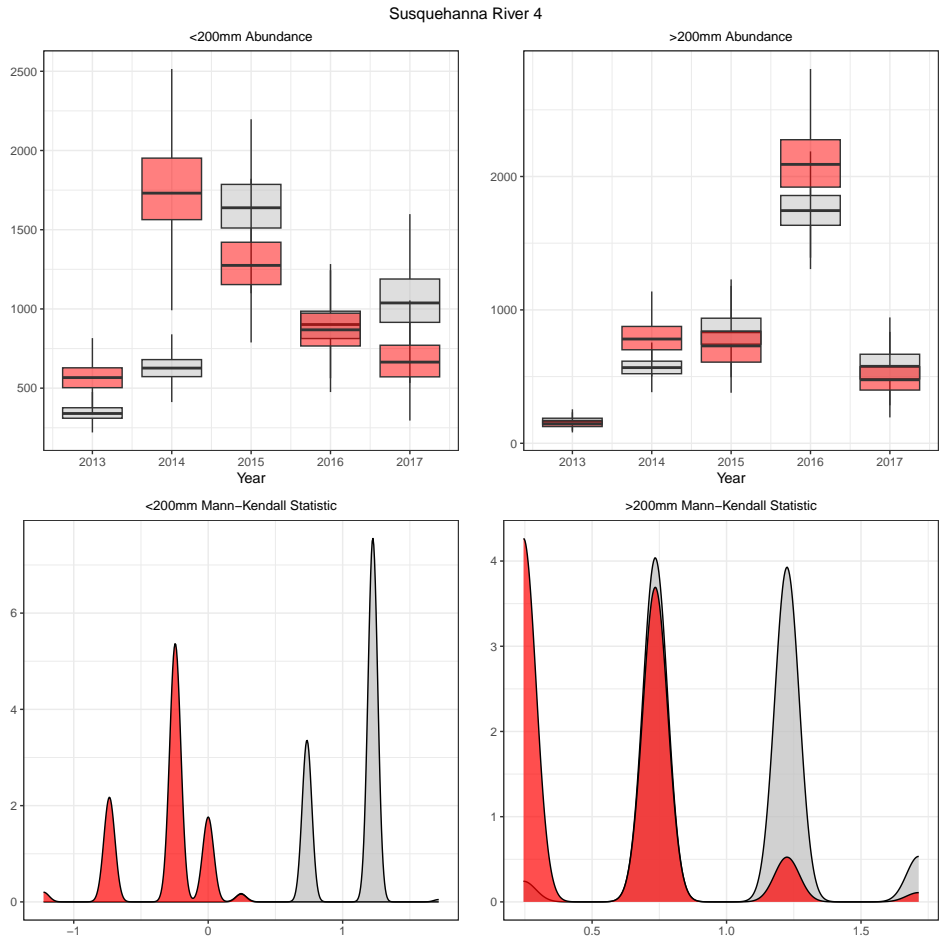 Susquehanna River 4
<200mm Abundance
2500
2000
1500
1000
500
2013 2014 2015 2016 2017
Year
>200mm Abundance
2000
1000
0
2013 2014 2015 2016 2017
Year
<200mm Mann−Kendall Statistic
6
4
2
0
−1 0 1
>200mm Mann−Kendall Statistic
4
3
2
1
0
0.5 1.0 1.5